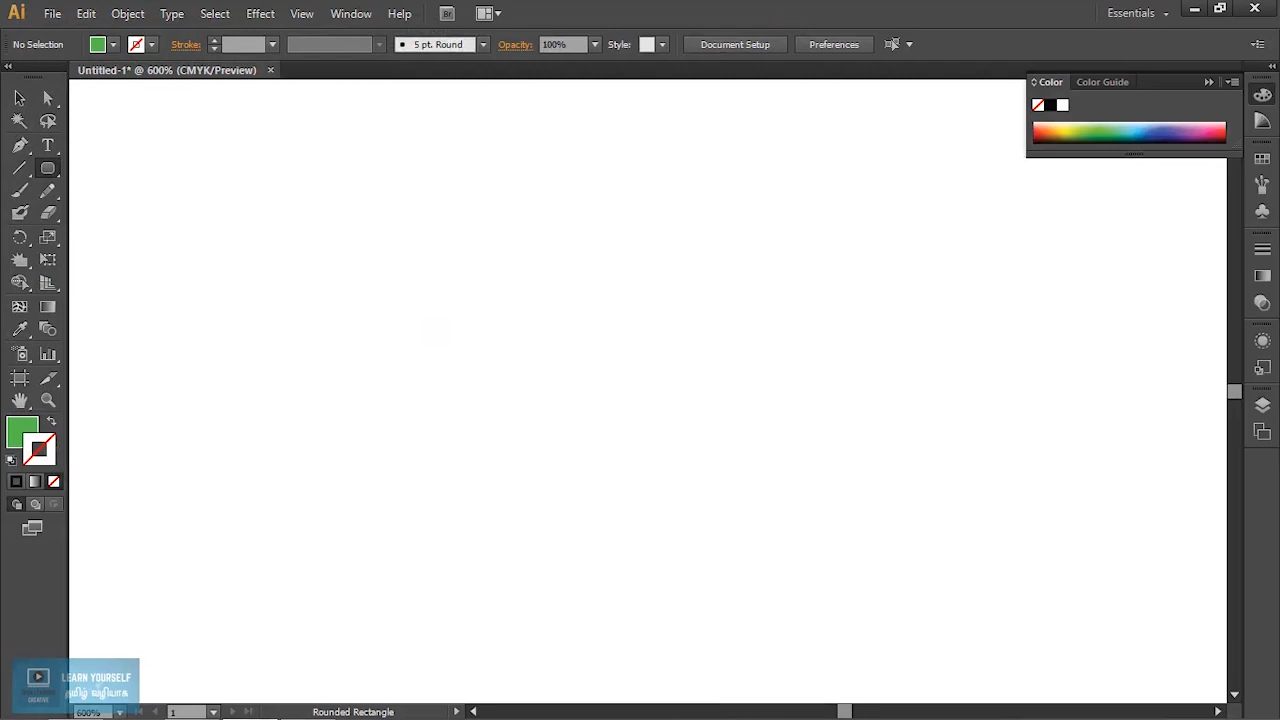 Ai File Edit Object Type Select Effect View Window Help Br Essentials
No Selection Stroke: 5 pt. Round Opacity: 100% Style: Document Setup Preferences
Untitled-1* @ 600% (CMYK/Preview)
Color Color Guide
T
LEARN YOURSELF
தமிழ் வழியாக
CREATIVE
600% 1 Rounded Rectangle